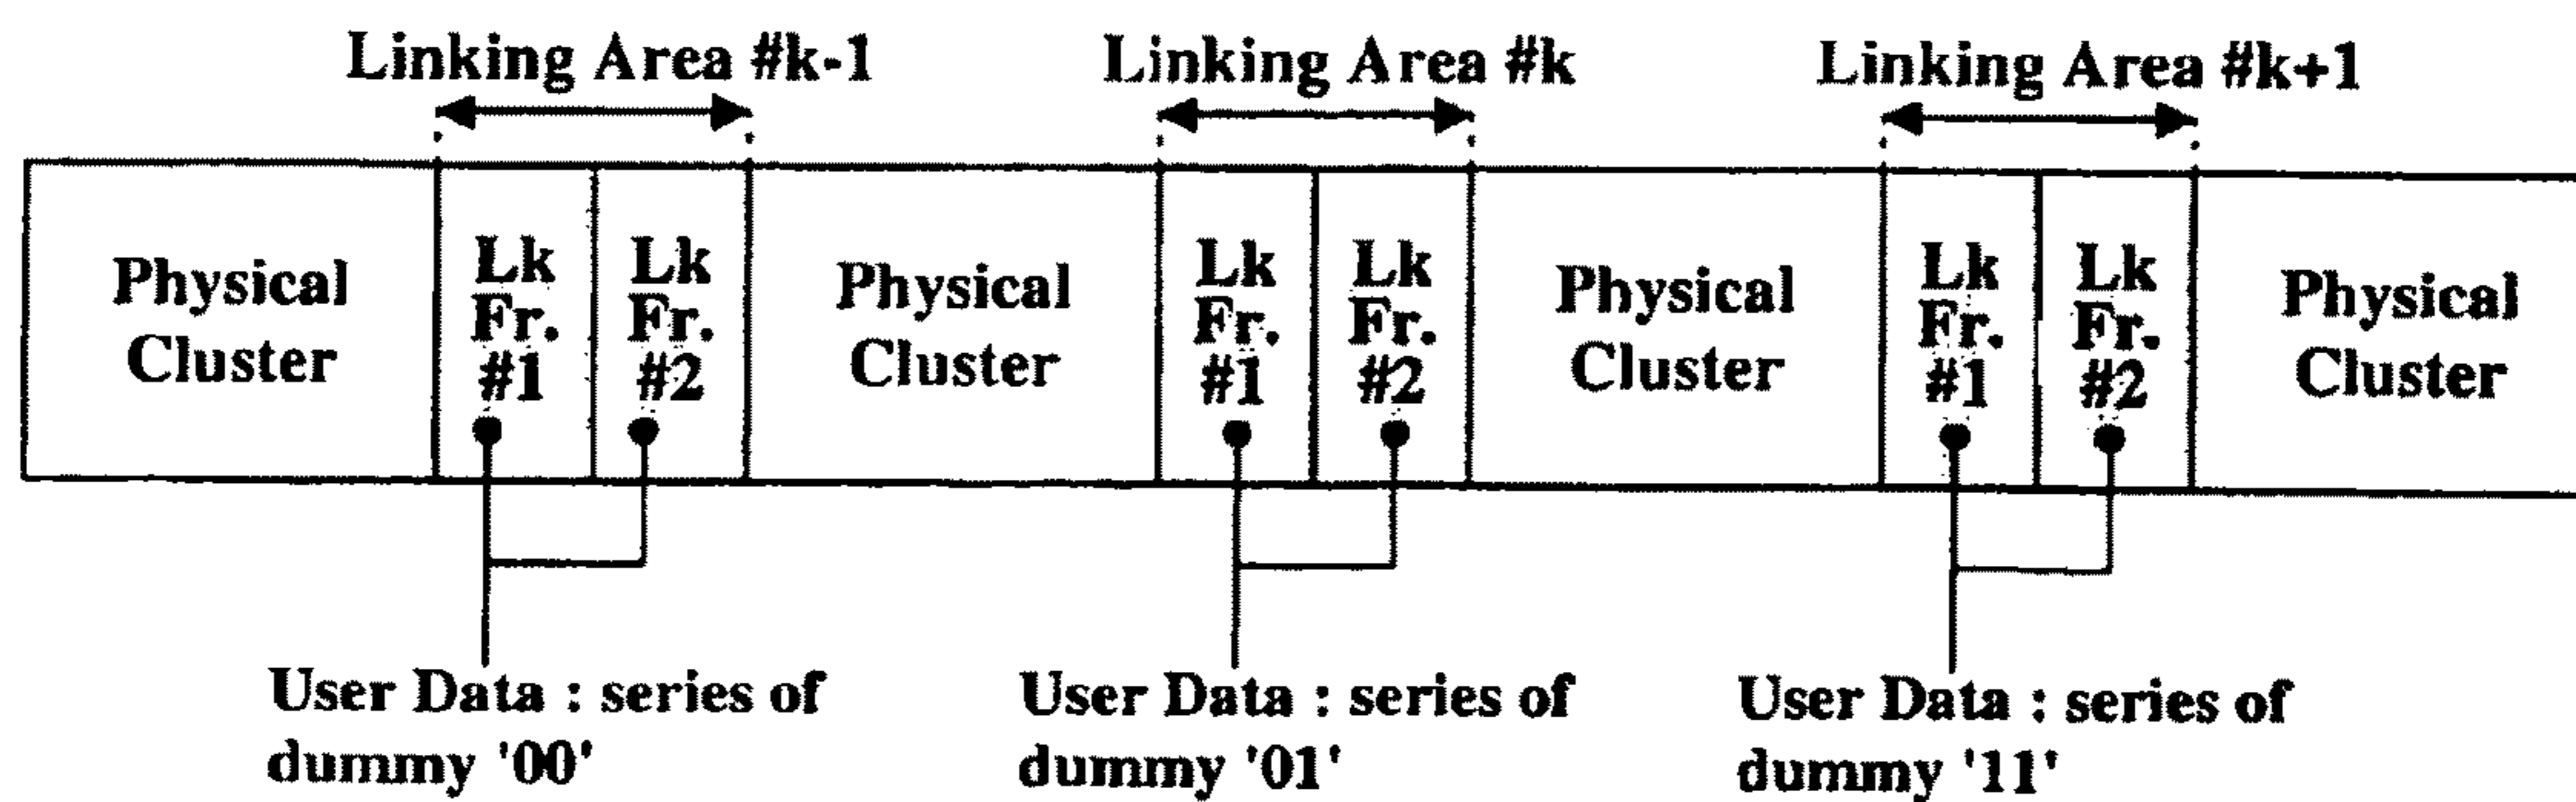 Linking Area #k-1
Linking Area #k
Linking Area #k+1
Physical
Cluster
Lk
Fr.
#1
Lk
Fr.
#2
Physical
Cluster
Lk
Fr.
#1
Lk
Fr.
#2
Physical
Cluster
Lk
Fr.
#1
Lk
Fr.
#2
Physical
Cluster
User Data : series of
dummy '00'
User Data : series of
dummy '01'
User Data : series of
dummy '11'